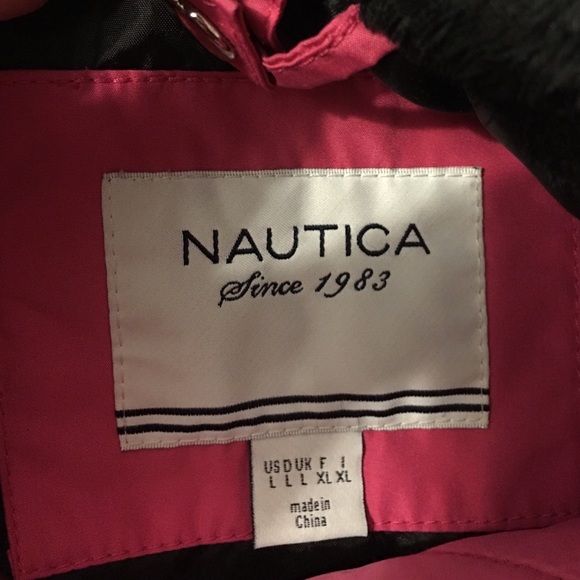 NAUTICA
Since 1983
US D UK F I
L L L XL XL
made in
China